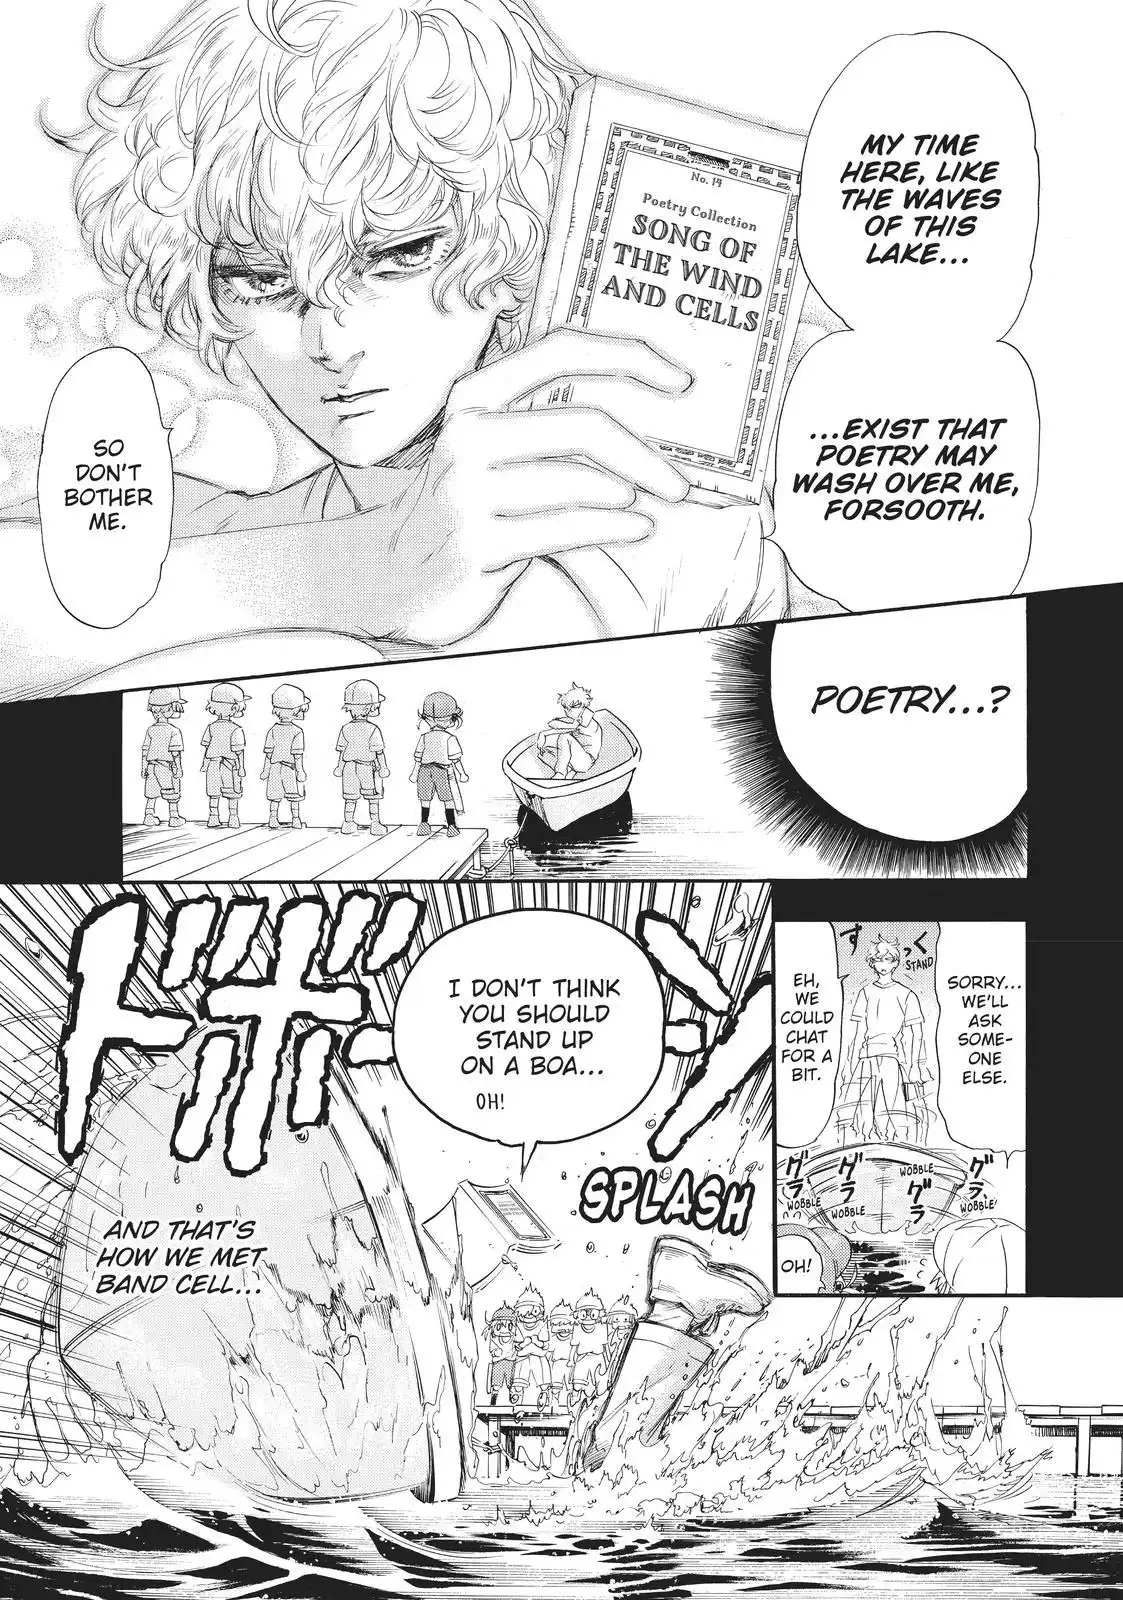 MY TIME
HERE, LIKE
THE WAVES
OF THIS
LAKE...
No. 14
Poetry Collection
SONG OF
THE WIND
AND CELLS
...EXIST THAT
POETRY MAY
WASH OVER ME,
FORSOOTH.
SO
DON'T
BOTHER
ME.
POETRY...?
すっく
STAND
SORRY...
WE'LL
ASK
SOME-
ONE
ELSE.
EH,
WE
COULD
CHAT
FOR A
BIT.
グラ
WOBBLE
グラ
WOBBLE
グラ
WOBBLE
グラ
WOBBLE
OH!
ドボーン
I DON'T THINK
YOU SHOULD
STAND UP
ON A BOA...
OH!
SPLASH
AND THAT'S
HOW WE MET
BAND CELL...